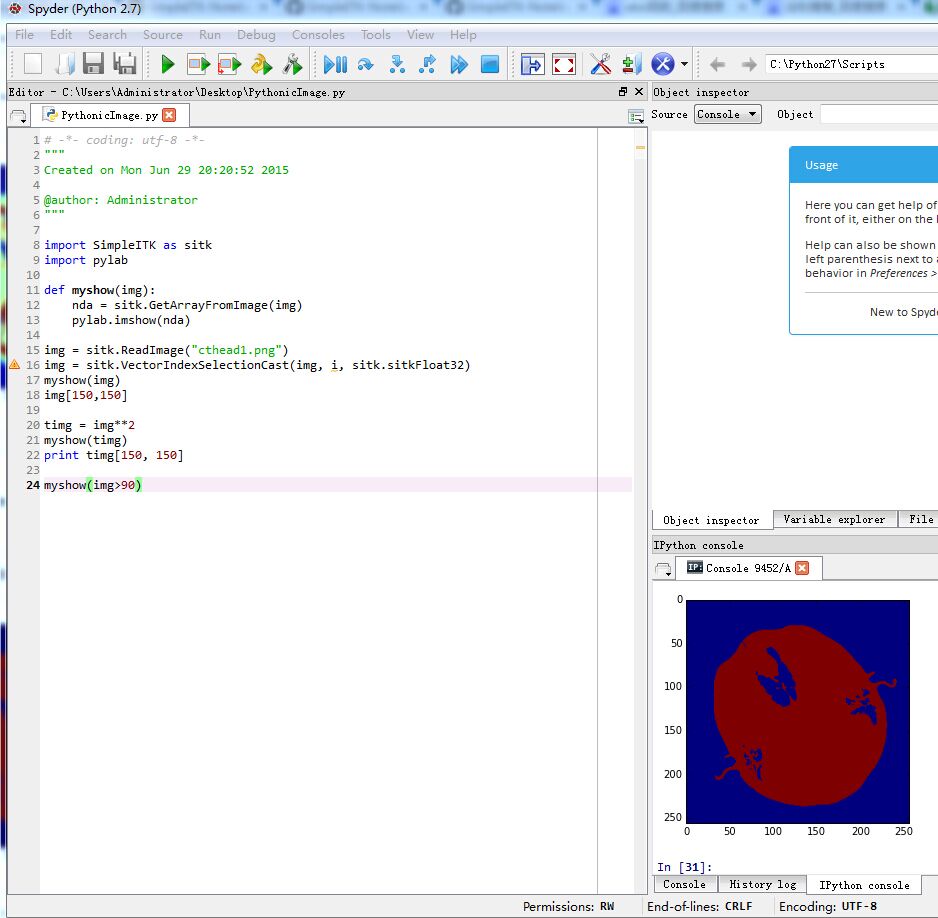 Spyder (Python 2.7)
File Edit Search Source Run Debug Consoles Tools View Help
C:\Python27\Scripts
Editor - C:\Users\Administrator\Desktop\PythonicImage.py
PythonicImage.py
1 # -*- coding: utf-8 -*-
2 """
3 Created on Mon Jun 29 20:20:52 2015
4
5 @author: Administrator
6 """
7
8 import SimpleITK as sitk
9 import pylab
10
11 def myshow(img):
12     nda = sitk.GetArrayFromImage(img)
13     pylab.imshow(nda)
14
15 img = sitk.ReadImage("cthead1.png")
16 img = sitk.VectorIndexSelectionCast(img, i, sitk.sitkFloat32)
17 myshow(img)
18 img[150,150]
19
20 timg = img**2
21 myshow(timg)
22 print timg[150, 150]
23
24 myshow(img>90)
Object inspector
Source Console Object
Usage
Here you can get help of
front of it, either on the
Help can also be shown
left parenthesis next to
behavior in Preferences >
New to Spyde
Object inspector Variable explorer File
IPython console
IP: Console 9452/A
0
50
100
150
200
250
0 50 100 150 200 250
In [31]:
Console History log IPython console
Permissions: RW End-of-lines: CRLF Encoding: UTF-8